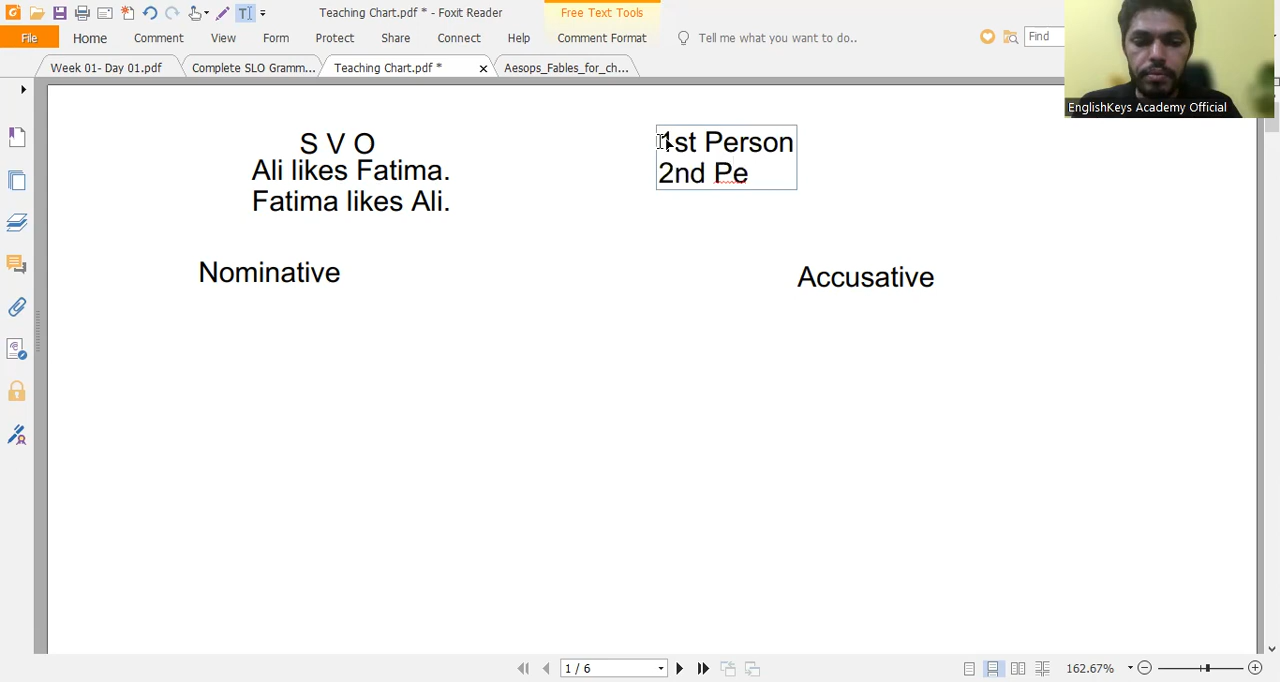 Teaching Chart.pdf * - Foxit Reader
Free Text Tools
File
Home
Comment
View
Form
Protect
Share
Connect
Help
Comment Format
Tell me what you want to do..
Find
Week 01- Day 01.pdf
Complete SLO Gramm...
Teaching Chart.pdf *
Aesops_Fables_for_ch...
EnglishKeys Academy Official
S V O
Ali likes Fatima.
Fatima likes Ali.
1st Person
2nd Pe
Nominative
Accusative
1 / 6
162.67%